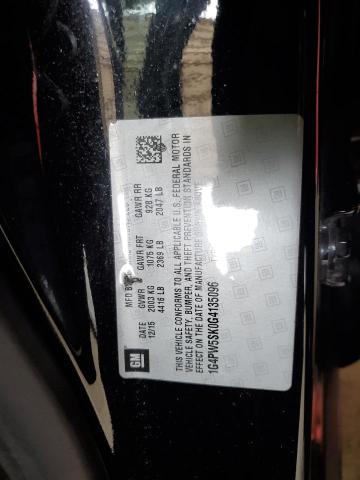 GM
MFD BY
DATE GVWR GAWR FRT GAWR RR
12/15 2003 KG 1075 KG 928 KG
4416 LB 2369 LB 2047 LB
THIS VEHICLE CONFORMS TO ALL APPLICABLE U.S. FEDERAL MOTOR
VEHICLE SAFETY, BUMPER, AND THEFT PREVENTION STANDARDS IN
EFFECT ON THE DATE OF MANUFACTURE
1G4PW5SK0G4135096